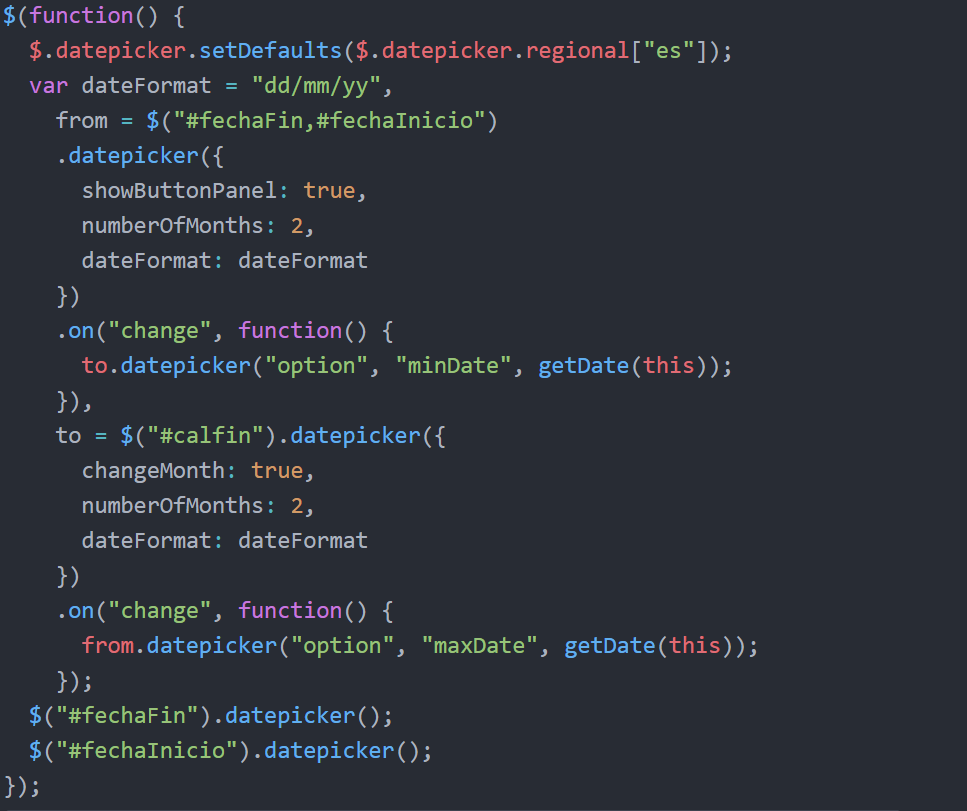 $(function() {
  $.datepicker.setDefaults($.datepicker.regional["es"]);
  var dateFormat = "dd/mm/yy",
    from = $("#fechaFin,#fechaInicio")
    .datepicker({
      showButtonPanel: true,
      numberOfMonths: 2,
      dateFormat: dateFormat
    })
    .on("change", function() {
      to.datepicker("option", "minDate", getDate(this));
    }),
    to = $("#calfin").datepicker({
      changeMonth: true,
      numberOfMonths: 2,
      dateFormat: dateFormat
    })
    .on("change", function() {
      from.datepicker("option", "maxDate", getDate(this));
    });
  $("#fechaFin").datepicker();
  $("#fechaInicio").datepicker();
});